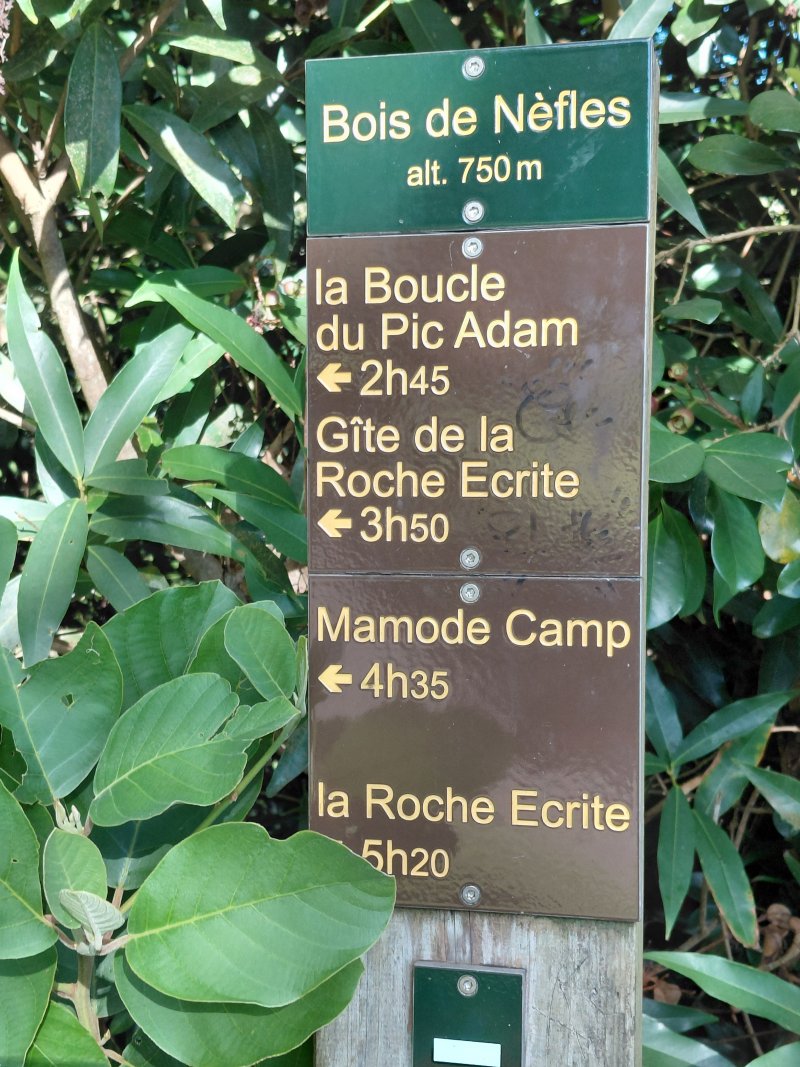 Bois de Nèfles
alt. 750 m
la Boucle
du Pic Adam
← 2h45
Gîte de la
Roche Ecrite
← 3h50
Mamode Camp
← 4h35
la Roche Ecrite
5h20